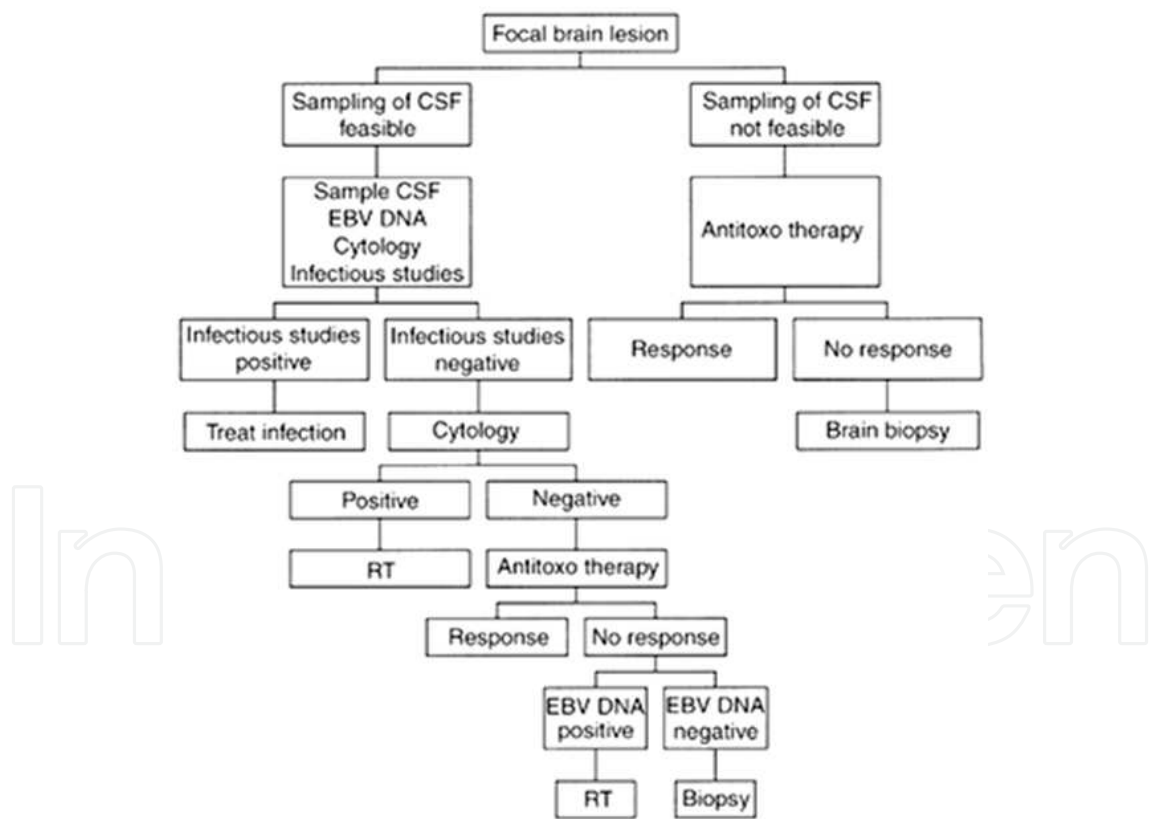 Focal brain lesion
Sampling of CSF
feasible
Sampling of CSF
not feasible
Sample CSF
EBV DNA
Cytology
Infectious studies
Antitoxo therapy
Infectious studies
positive
Infectious studies
negative
Response
No response
Treat infection
Cytology
Brain biopsy
Positive
Negative
RT
Antitoxo therapy
Response
No response
EBV DNA
positive
EBV DNA
negative
RT
Biopsy
In
en